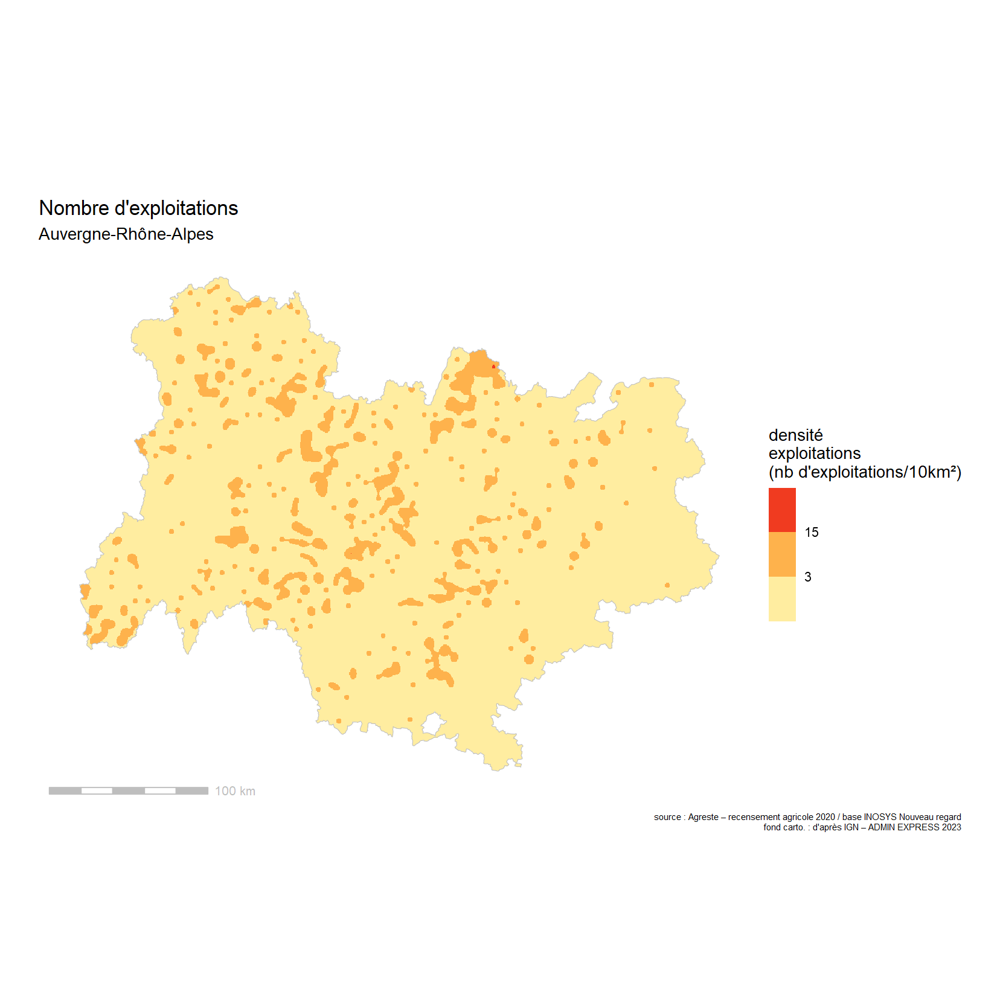 Nombre d'exploitations
Auvergne-Rhône-Alpes
densité
exploitations
(nb d'exploitations/10km²)
15
3
100 km
source : Agreste – recensement agricole 2020 / base INOSYS Nouveau regard
fond carto. : d'après IGN – ADMIN EXPRESS 2023